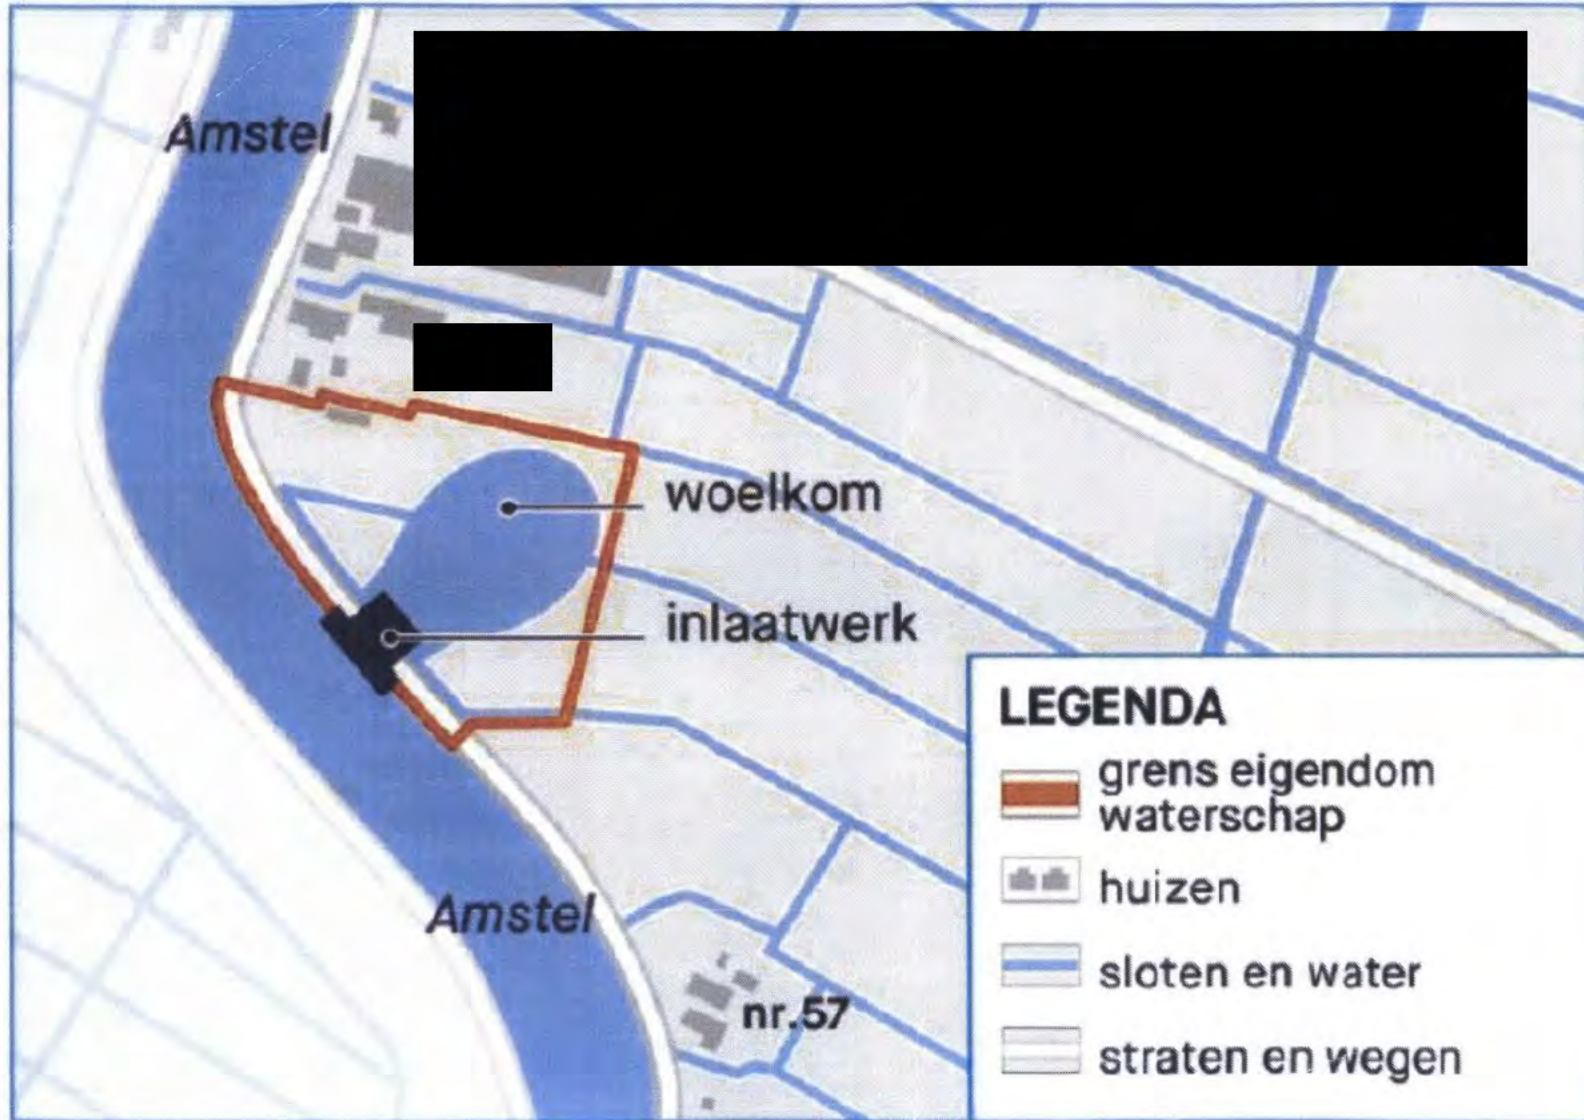 Amstel
woelkom
inlaatwerk
LEGENDA
grens eigendom
waterschap
huizen
Amstel
sloten en water
nr.57
straten en wegen